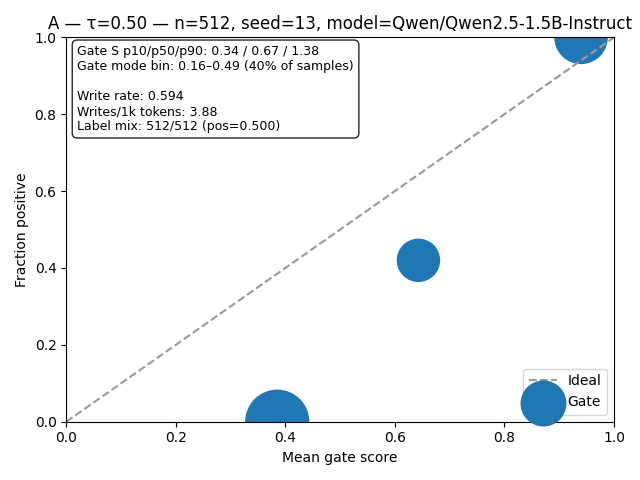 A — τ=0.50 — n=512, seed=13, model=Qwen/Qwen2.5-1.5B-Instruct
Gate S p10/p50/p90: 0.34 / 0.67 / 1.38
Gate mode bin: 0.16–0.49 (40% of samples)
Write rate: 0.594
Writes/1k tokens: 3.88
Label mix: 512/512 (pos=0.500)
1.0
0.8
0.6
0.4
0.2
0.0
Fraction positive
Ideal
Gate
0.0 0.2 0.4 0.6 0.8 1.0
Mean gate score